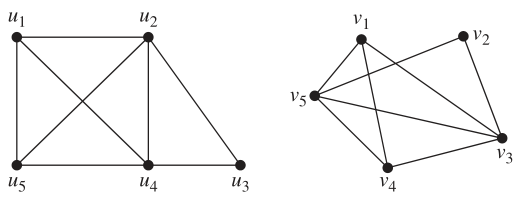 u₁ u₂
u₅ u₄ u₃
v₁
v₂
v₅
v₃
v₄